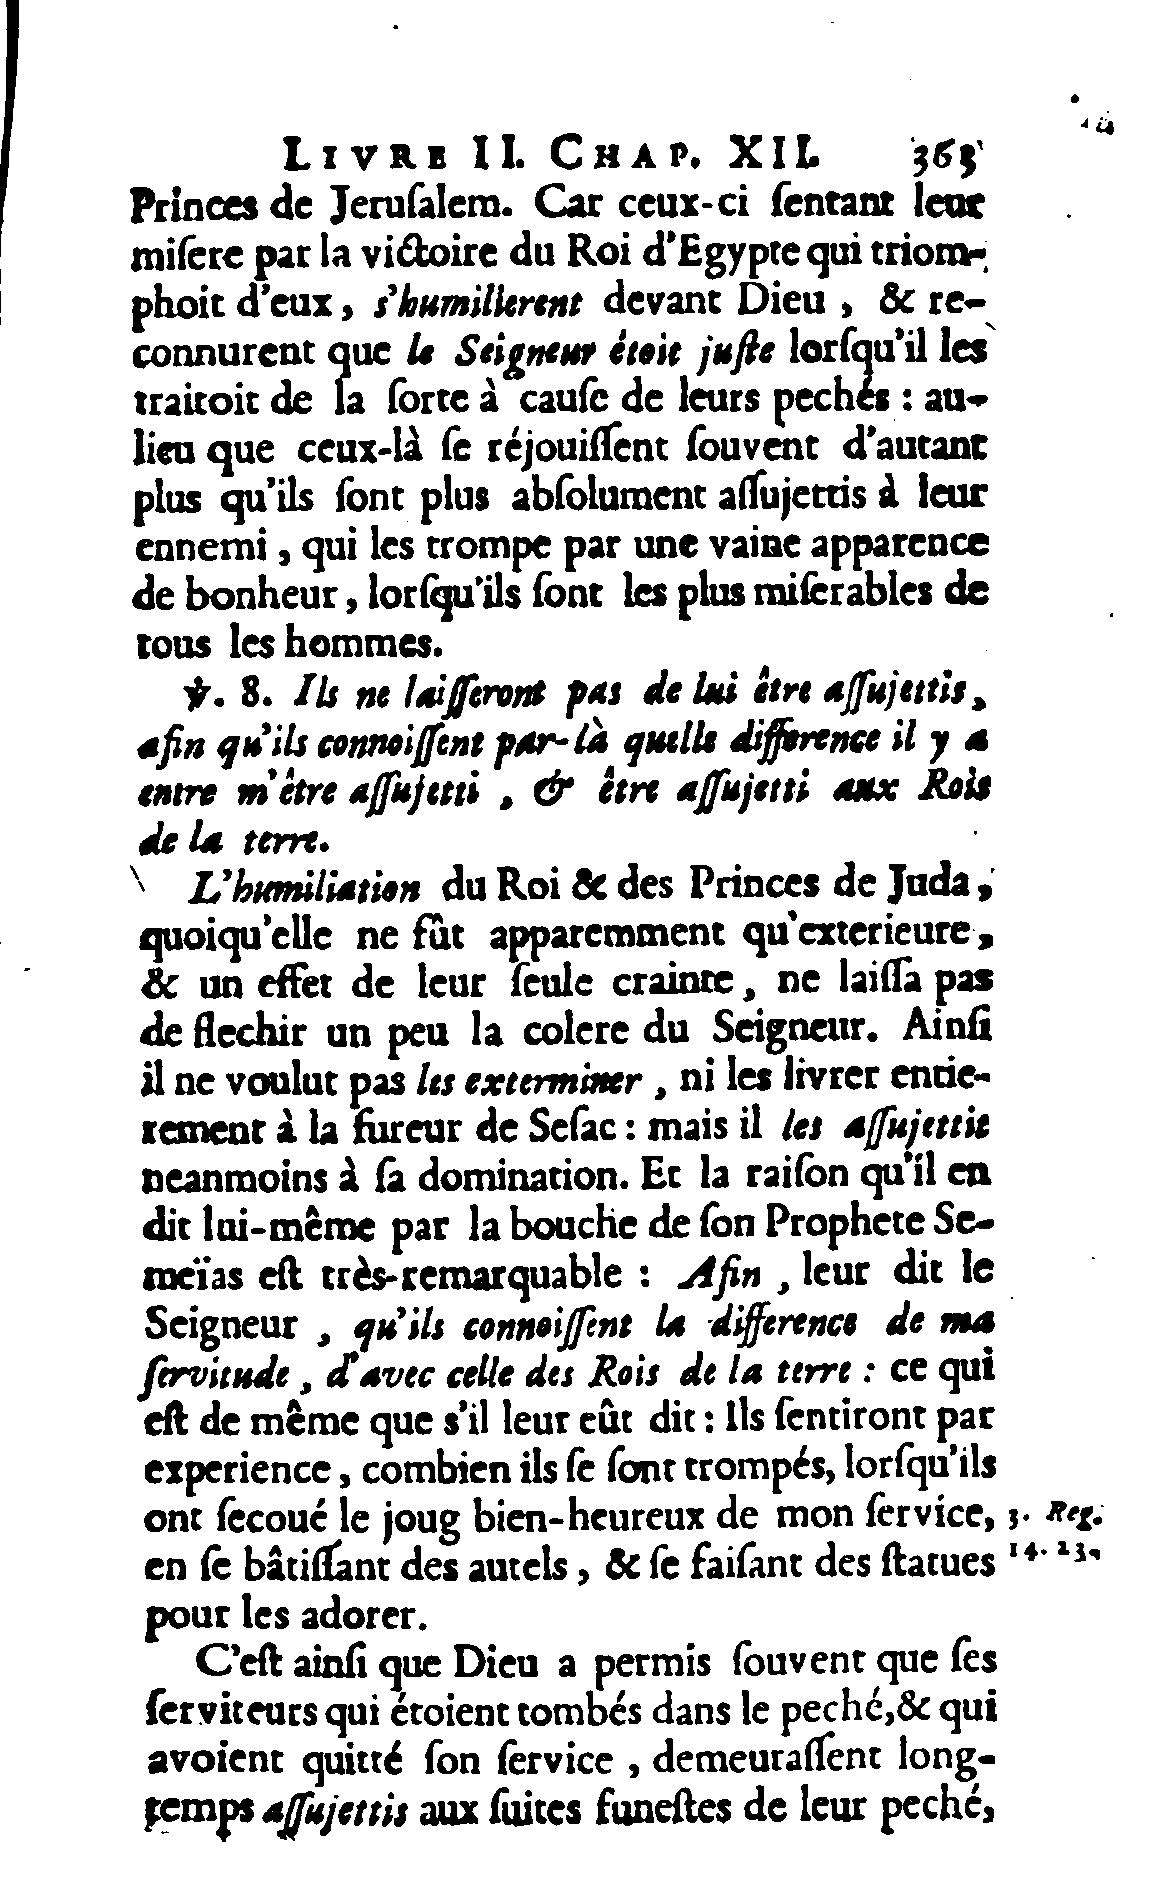 LIVRE II. CHAP. XII. 363
Princes de Jeruſalem. Car ceux-ci ſentant leur
miſere par la victoire du Roi d'Egypte qui triom-
phoit d'eux, s'humilierent devant Dieu, & re-
connurent que le Seigneur étoit juſte lorſqu'il les
traitoit de la ſorte à cauſe de leurs pechés : au-
lieu que ceux-là ſe réjouiſſent ſouvent d'autant
plus qu'ils ſont plus abſolument aſſujettis à leur
ennemi, qui les trompe par une vaine apparence
de bonheur, lorſqu'ils ſont les plus miſerables de
tous les hommes.
℣. 8. Ils ne laiſſeront pas de lui être aſſujettis,
afin qu'ils connoiſſent par-là quelle difference il y a
entre m'être aſſujetti, & être aſſujetti aux Rois
de la terre.
L'humiliation du Roi & des Princes de Juda,
quoiqu'elle ne fût apparemment qu'exterieure,
& un effet de leur ſeule crainte, ne laiſſa pas
de flechir un peu la colere du Seigneur. Ainſi
il ne voulut pas les exterminer, ni les livrer entie-
rement à la fureur de Seſac : mais il les aſſujettit
neanmoins à ſa domination. Et la raiſon qu'il en
dit lui-même par la bouche de ſon Prophete Se-
meïas eſt très-remarquable : Afin, leur dit le
Seigneur, qu'ils connoiſſent la difference de ma
ſervitude, d'avec celle des Rois de la terre : ce qui
eſt de même que s'il leur eût dit : Ils ſentiront par
experience, combien ils ſe ſont trompés, lorſqu'ils
ont ſecoué le joug bien-heureux de mon ſervice, 3. Reg.
en ſe bâtiſſant des autels, & ſe faiſant des ſtatues 14. 23.
pour les adorer.
C'eſt ainſi que Dieu a permis ſouvent que ſes
ſerviteurs qui étoient tombés dans le peché, & qui
avoient quitté ſon ſervice, demeuraſſent long-
temps aſſujettis aux ſuites funeſtes de leur peché,